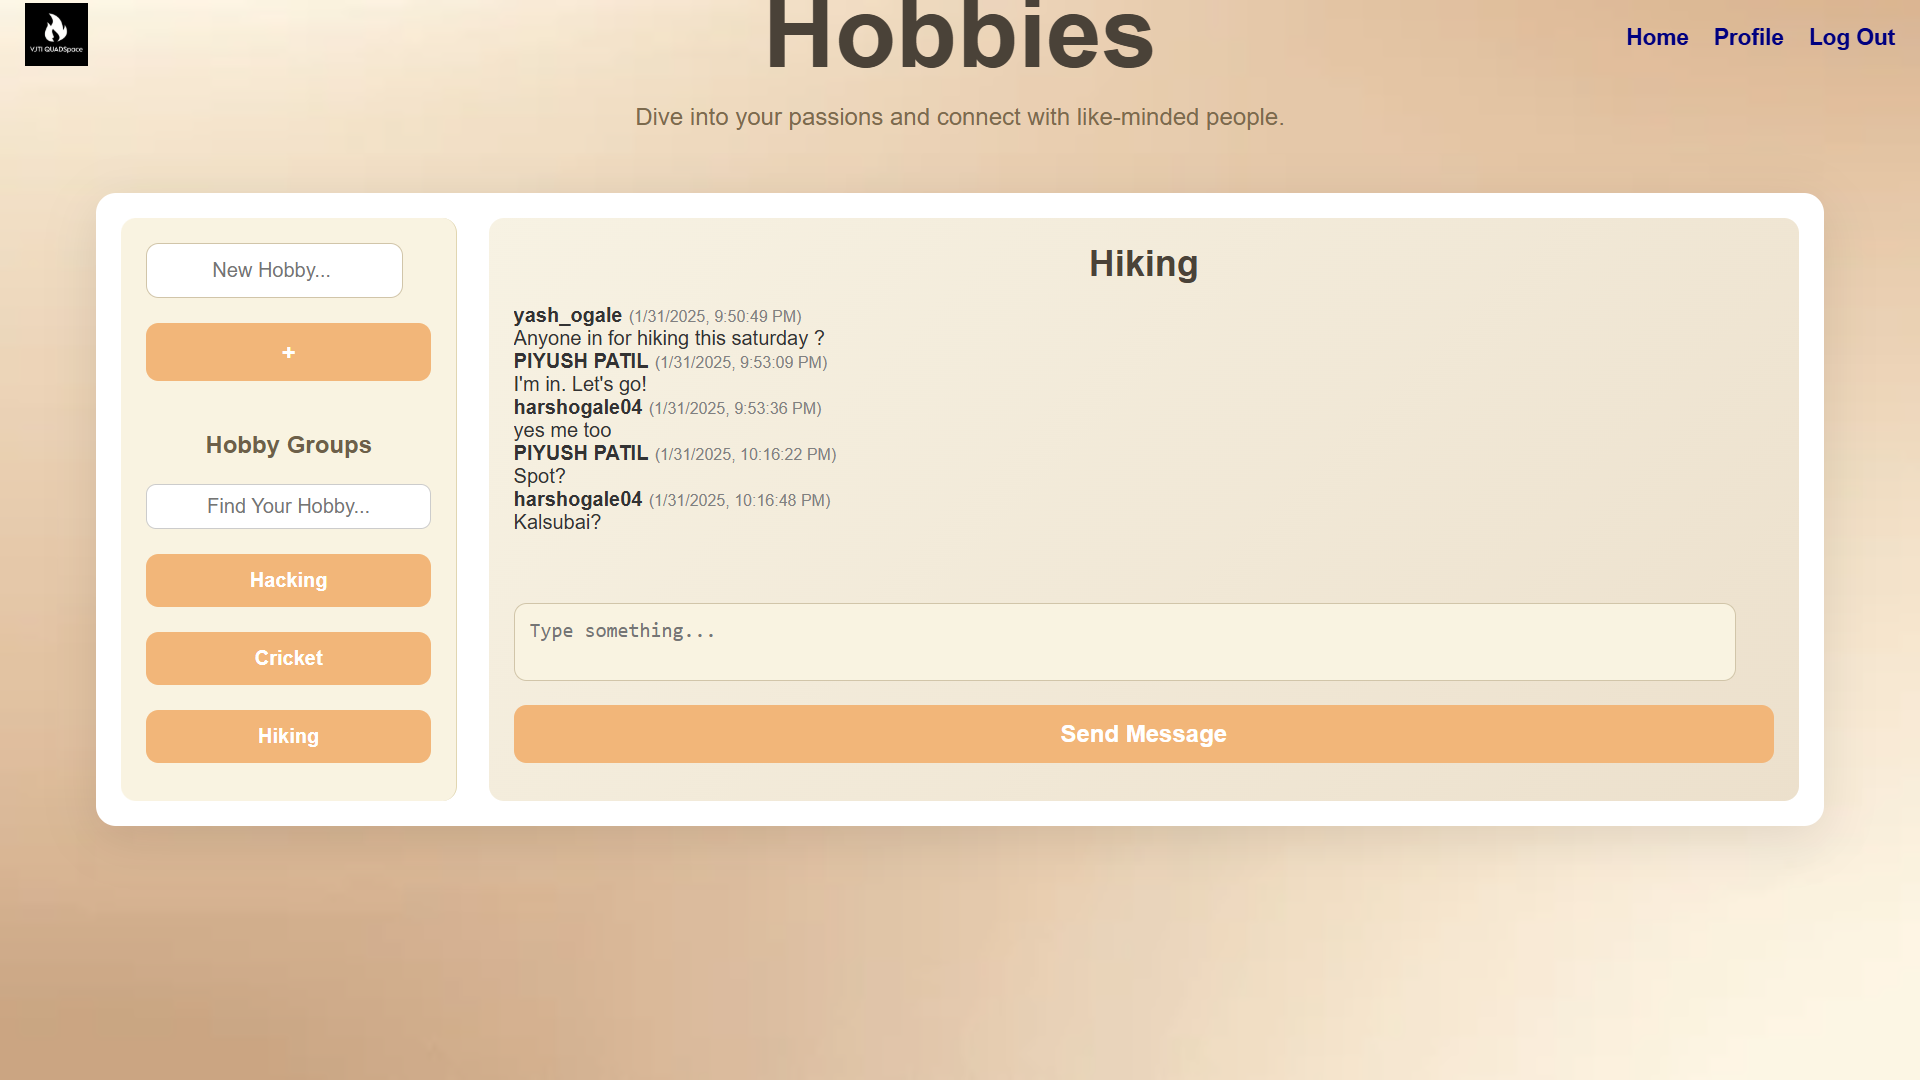 VJTI QUADSpace
Hobbies
Home Profile Log Out
Dive into your passions and connect with like-minded people.
New Hobby...
+
Hobby Groups
Find Your Hobby...
Hacking
Cricket
Hiking
Hiking
yash_ogale (1/31/2025, 9:50:49 PM)
Anyone in for hiking this saturday ?
PIYUSH PATIL (1/31/2025, 9:53:09 PM)
I'm in. Let's go!
harshogale04 (1/31/2025, 9:53:36 PM)
yes me too
PIYUSH PATIL (1/31/2025, 10:16:22 PM)
Spot?
harshogale04 (1/31/2025, 10:16:48 PM)
Kalsubai?
Type something...
Send Message